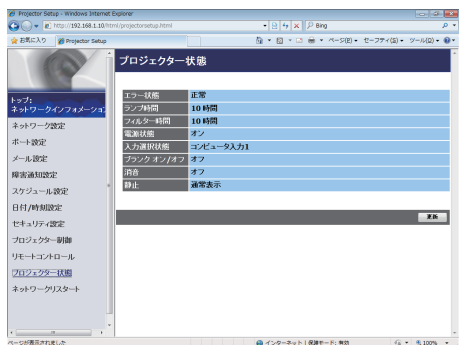 Projector Setup - Windows Internet Explorer
http://192.168.1.10/html/projectorsetup.html
Bing
お気に入り
Projector Setup
ページ(P)
セーフティ(S)
ツール(O)
トップ:
ネットワークインフォメーション
ネットワーク設定
ポート設定
メール設定
障害通知設定
スケジュール設定
日付/時刻設定
セキュリティ設定
プロジェクター制御
リモートコントロール
プロジェクター状態
ネットワークリスタート
プロジェクター状態
エラー状態 正常
ランプ時間 10 時間
フィルター時間 10 時間
電源状態 オン
入力選択状態 コンピュータ入力1
ブランク オン/オフ オフ
消音 オフ
静止 通常表示
更新
ページが表示されました
インターネット | 保護モード: 無効
100%